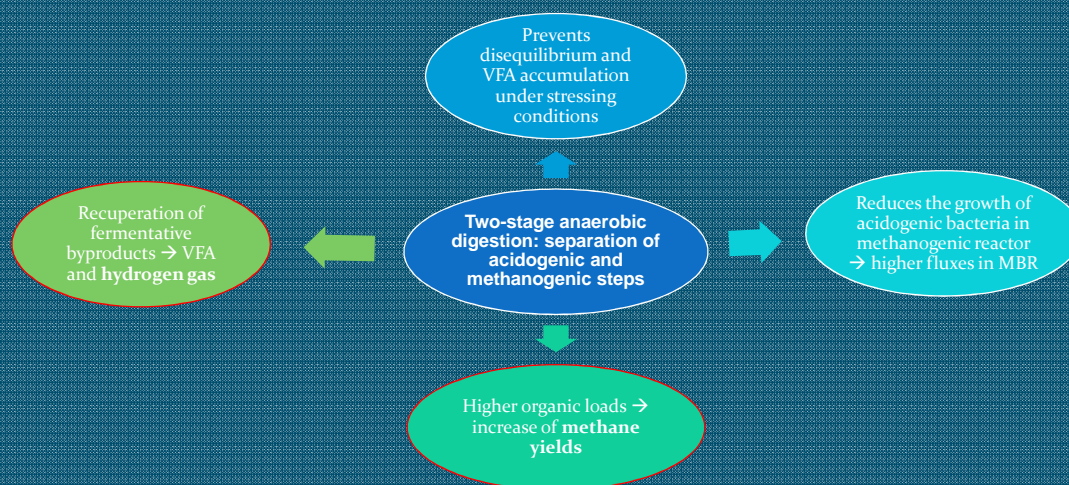 Prevents
disequilibrium and
VFA accumulation
under stressing
conditions
Recuperation of
fermentative
byproducts → VFA
and hydrogen gas
Two-stage anaerobic
digestion: separation of
acidogenic and
methanogenic steps
Reduces the growth of
acidogenic bacteria in
methanogenic reactor
→ higher fluxes in MBR
Higher organic loads →
increase of methane
yields